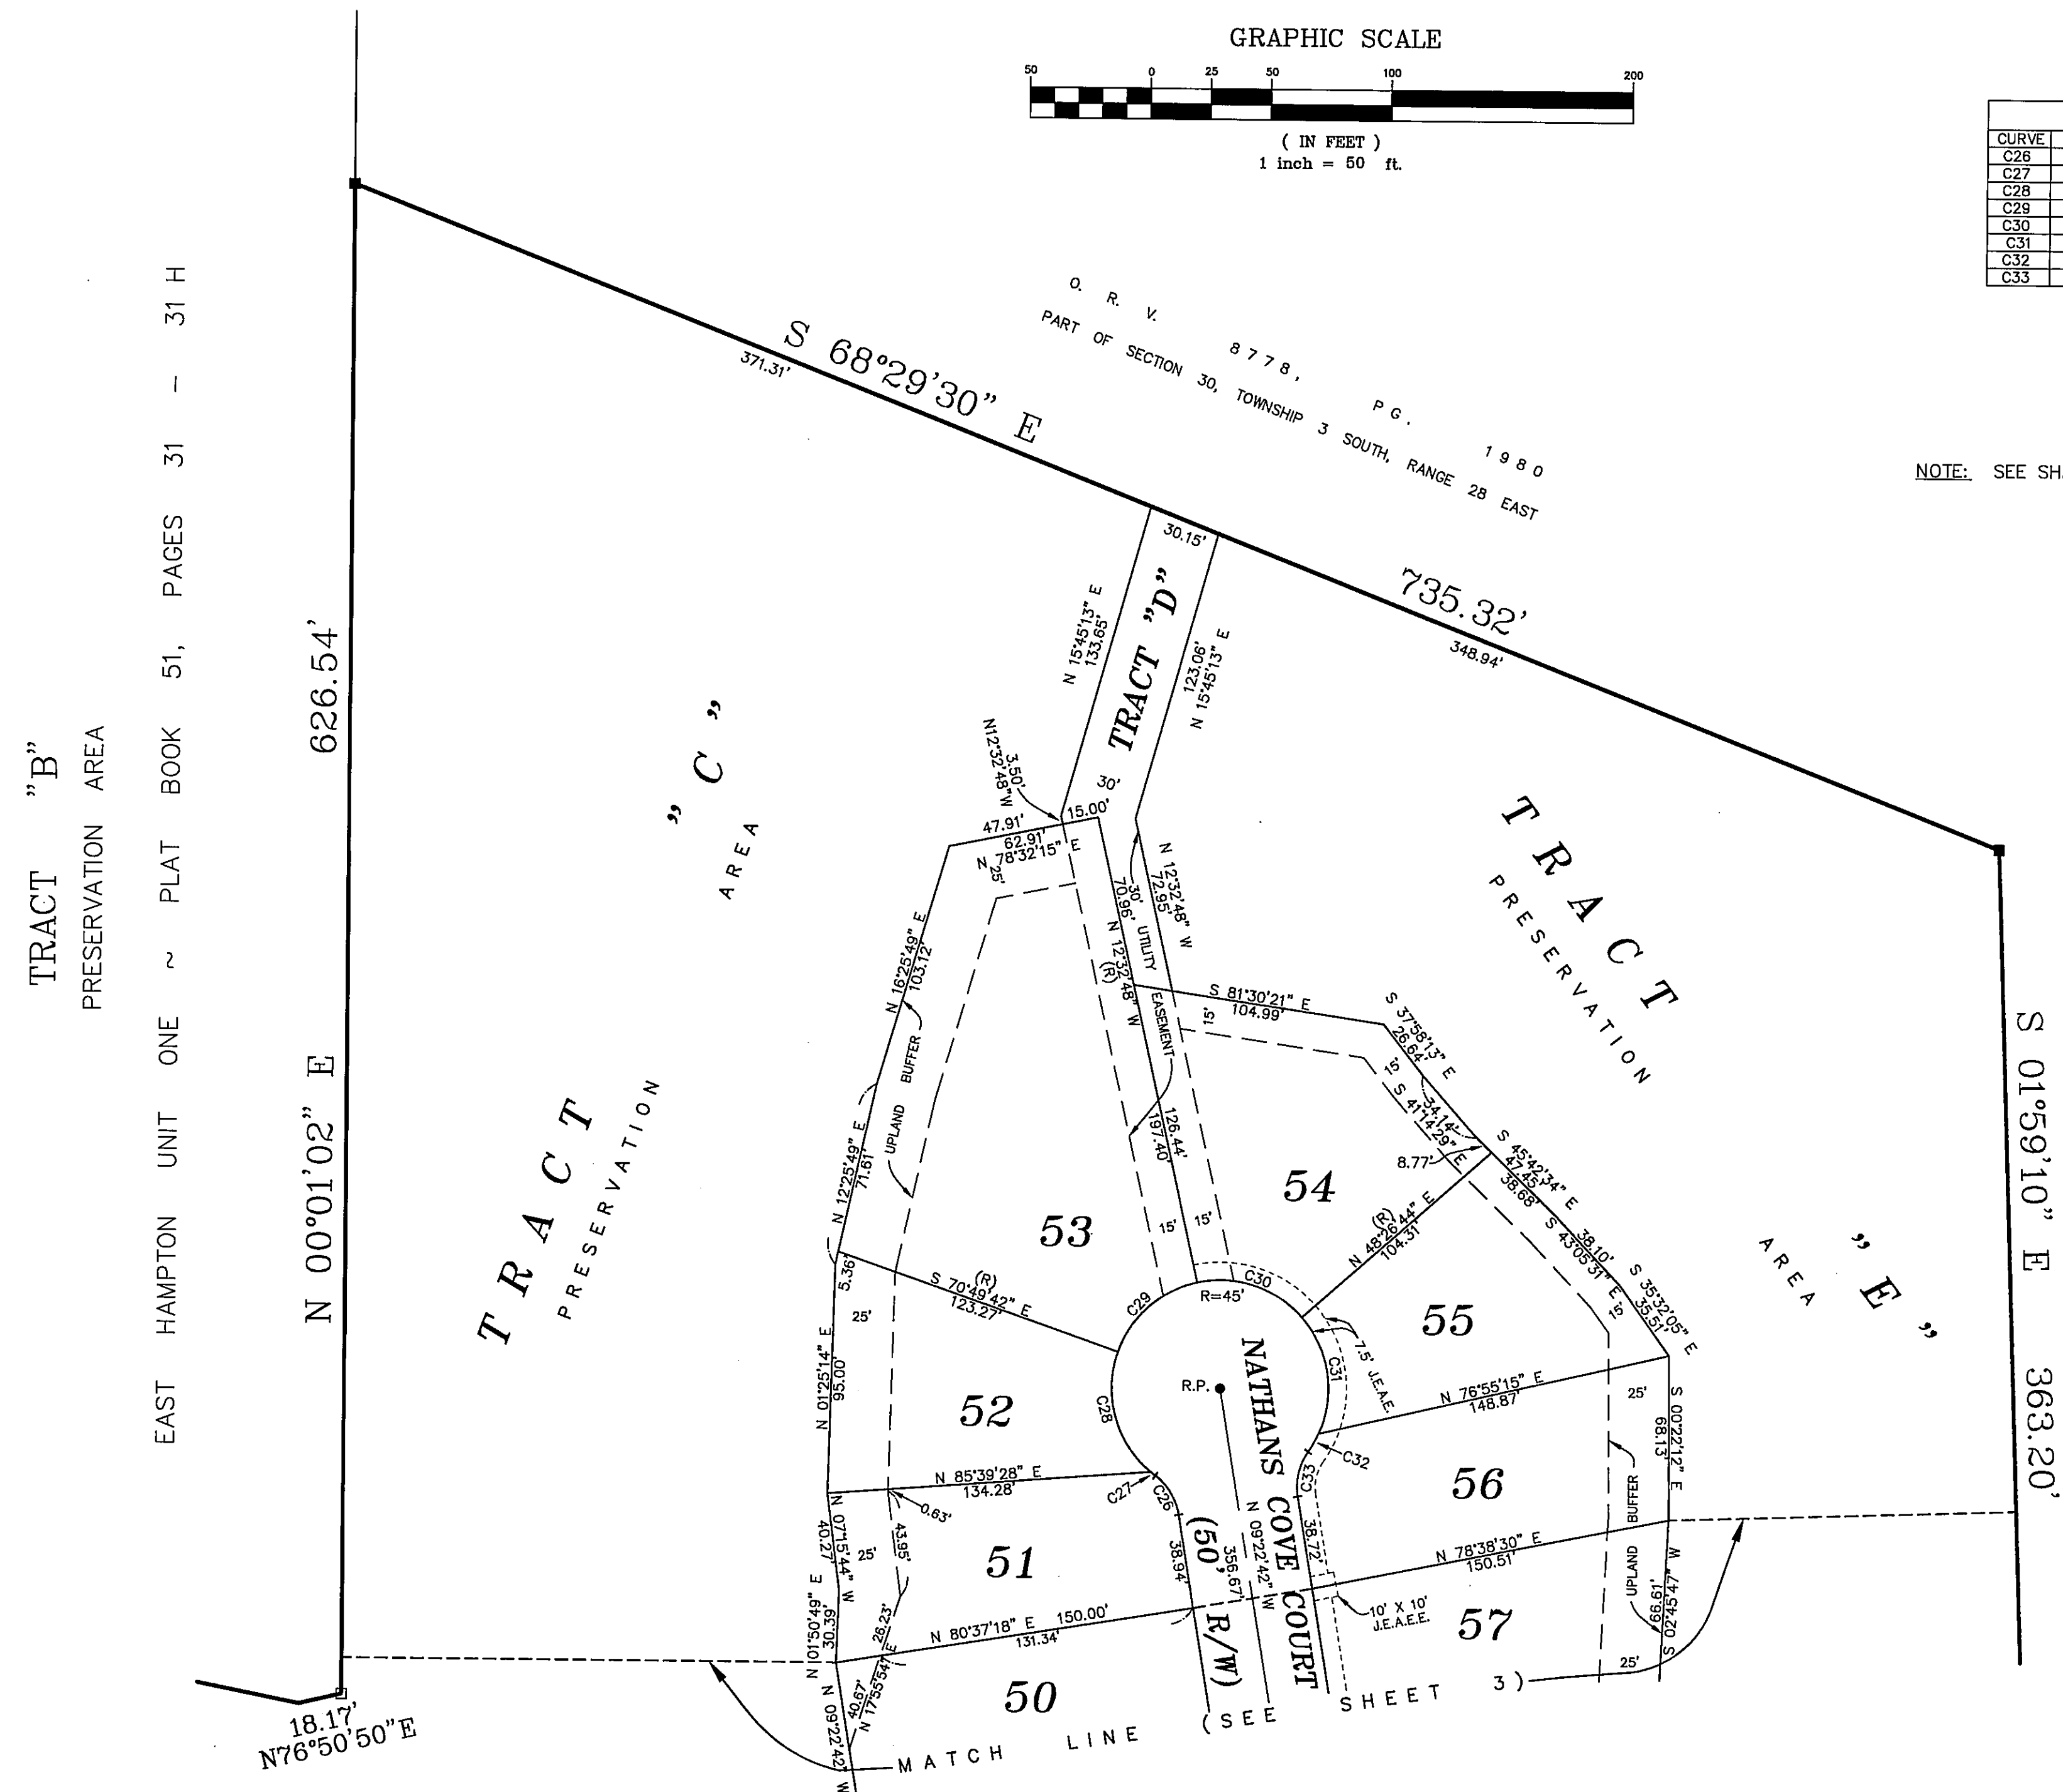 GRAPHIC SCALE
50 0 25 50 100 200
( IN FEET )
1 inch = 50 ft.
CURVE
C26
C27
C28
C29
C30
C31
C32
C33
NOTE: SEE SH
O. R. V. 8778, PG. 1980
PART OF SECTION 30, TOWNSHIP 3 SOUTH, RANGE 28 EAST
S 68°29'30" E
735.32'
371.31'
30.15'
348.94'
TRACT "B"
PRESERVATION AREA
EAST HAMPTON UNIT ONE ~ PLAT BOOK 51, PAGES 31 - 31 H
N 00°01'02" E
626.54'
TRACT "C"
PRESERVATION AREA
N 15°45'13" E
133.65'
TRACT "D"
123.06'
N 15°45'13" E
30'
N12°32'48"W
3.50'
15.00'
47.91'
62.91'
N 78°32'15" E
25'
N 12°32'48" W
72.95'
70.96'
N 12°32'48" W
(R)
30' UTILITY EASEMENT
126.44'
197.40'
N 16°25'49" E
103.12'
UPLAND BUFFER
N 12°25'49" E
71.61'
53
15' 15'
S 81°30'21" E
104.99'
15'
S 37°58'13" E
26.64'
15'
34.14'
S 41°14'29" E
8.77'
S 45°42'34" E
47.45'
38.68'
38.10'
S 43°05'31" E
S 35°32'05" E
35.51'
15'
54
N 48°26'44" E
(R)
104.31'
TRACT "E"
PRESERVATION AREA
S 01°59'10" E
363.20'
5.36'
S 70°49'42" E
(R)
123.27'
25'
N 01°25'14" E
95.00'
52
C29
C30
R=45'
C28
R.P.
C31
7.5' J.E.A.E.
55
N 76°55'15" E
148.87'
25'
S 00°22'12" E
68.13'
C32
C33
56
N 85°39'28" E
134.28'
0.63'
C27
C26
N 07°15'44" W
40.27'
25'
43.95'
51
38.94'
NATHANS COVE COURT
(50' R/W)
356.67'
N 09°22'42" W
38.72'
N 78°38'30" E
150.51'
UPLAND BUFFER
S 02°45'47" W
66.61'
N 01°50'49" E
30.39'
26.23'
N 80°37'18" E
150.00'
131.34'
10' X 10'
J.E.A.E.E.
57
25'
40.67'
N 17°55'54" E
N 09°22'42" W
50
18.17'
N76°50'50"E
MATCH LINE (SEE SHEET 3)